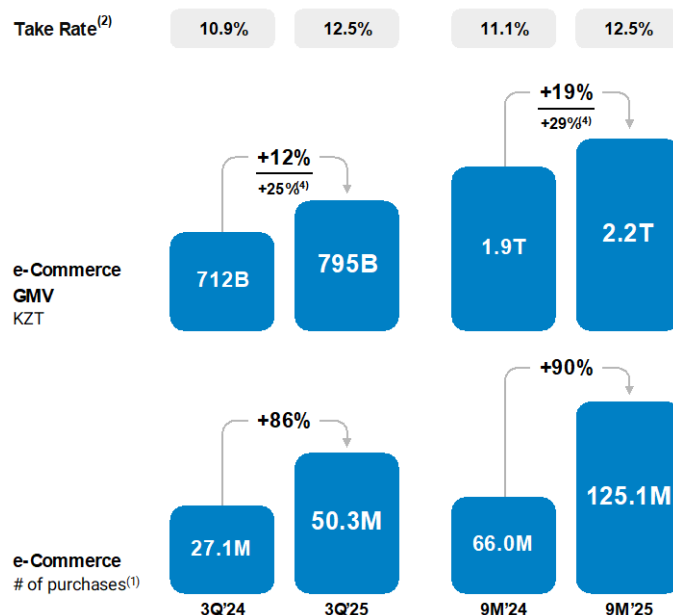 Take Rate(2) 10.9% 12.5% 11.1% 12.5%
+19%
+29%(4)
+12%
+25%(4)
e-Commerce
GMV
KZT
712B 795B 1.9T 2.2T
+90%
+86%
e-Commerce
# of purchases(1)
27.1M 50.3M 66.0M 125.1M
3Q'24 3Q'25 9M'24 9M'25